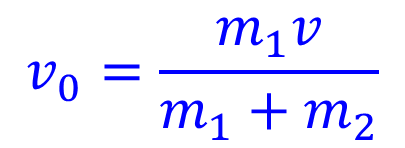 v₀ = m₁v / (m₁ + m₂)